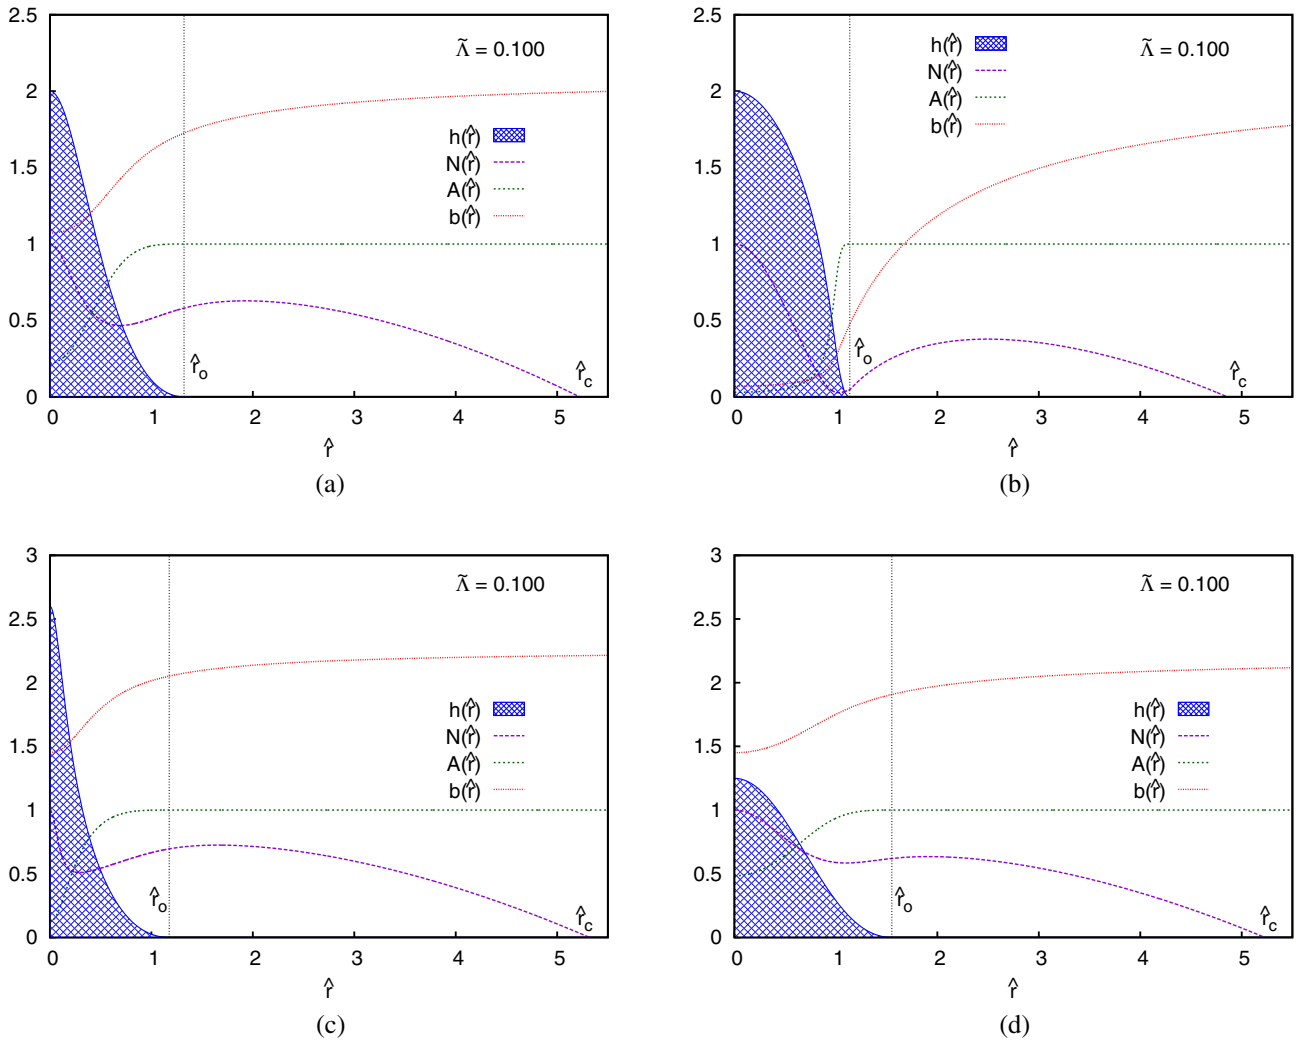 2.5
2
1.5
1
0.5
0
0 1 2 3 4 5
Λ̃ = 0.100
h(r̂)
N(r̂)
A(r̂)
b(r̂)
r̂o
r̂c
r̂
(a)
2.5
2
1.5
1
0.5
0
0 1 2 3 4 5
h(r̂)
N(r̂)
A(r̂)
b(r̂)
Λ̃ = 0.100
r̂o
r̂c
r̂
(b)
3
2.5
2
1.5
1
0.5
0
0 1 2 3 4 5
Λ̃ = 0.100
h(r̂)
N(r̂)
A(r̂)
b(r̂)
r̂o
r̂c
r̂
(c)
3
2.5
2
1.5
1
0.5
0
0 1 2 3 4 5
Λ̃ = 0.100
h(r̂)
N(r̂)
A(r̂)
b(r̂)
r̂o
r̂c
r̂
(d)